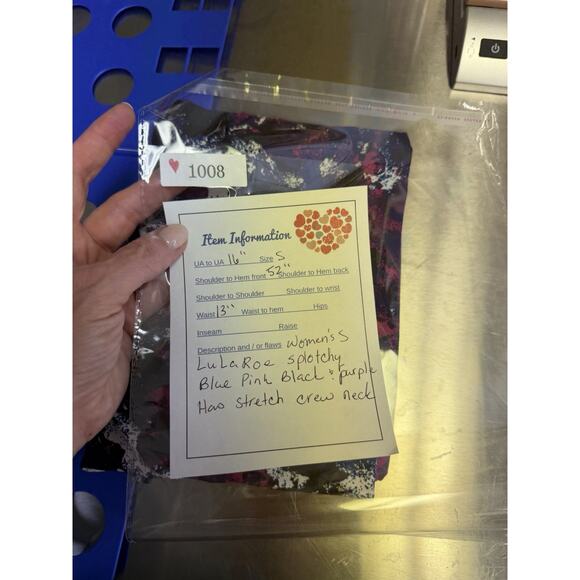 1008
Item Information
UA to UA 16" Size S
Shoulder to Hem front 52" Shoulder to Hem back
Shoulder to Shoulder Shoulder to wrist
Waist 13" Waist to hem Hips
Inseam Raise
Description and / or flaws Women's S
LuLaRoe splotchy
Blue Pink Black & purple
Has stretch crew neck